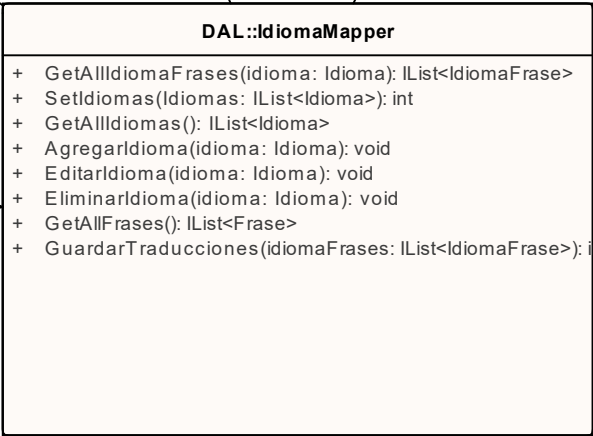 DAL::IdiomaMapper
+ GetAllIdiomaFrases(idioma: Idioma): IList<IdiomaFrase>
+ SetIdiomas(Idiomas: IList<Idioma>): int
+ GetAllIdiomas(): IList<Idioma>
+ AgregarIdioma(idioma: Idioma): void
+ EditarIdioma(idioma: Idioma): void
+ EliminarIdioma(idioma: Idioma): void
+ GetAllFrases(): IList<Frase>
+ GuardarTraducciones(idiomaFrases: IList<IdiomaFrase>):